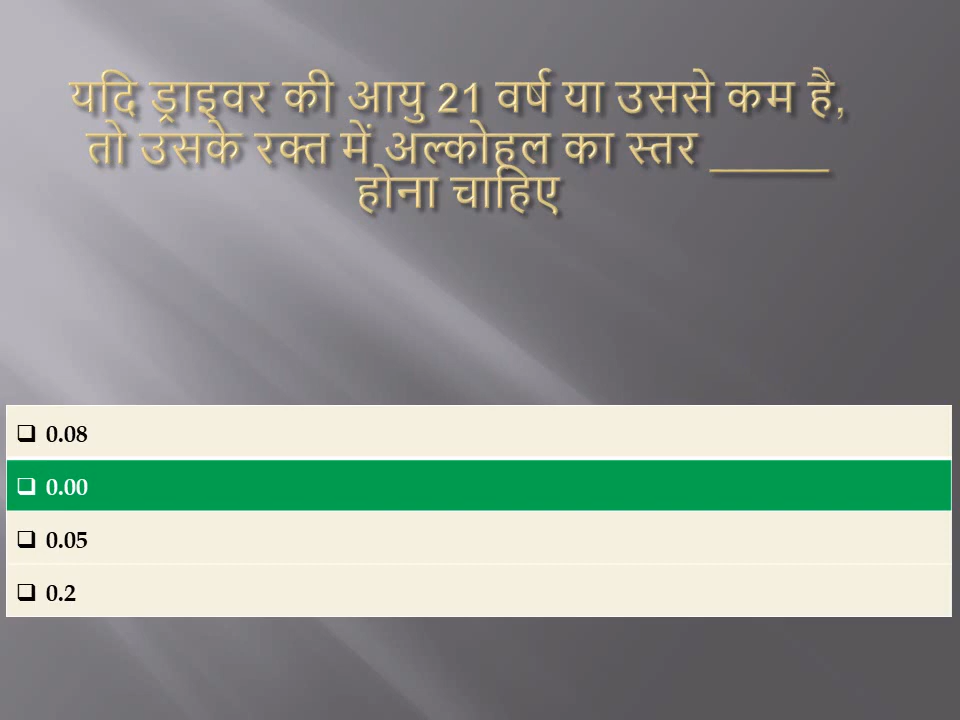 यदि ड्राइवर की आयु 21 वर्ष या उससे कम है,
तो उसके रक्त में अल्कोहल का स्तर ______
होना चाहिए
0.08
0.00
0.05
0.2